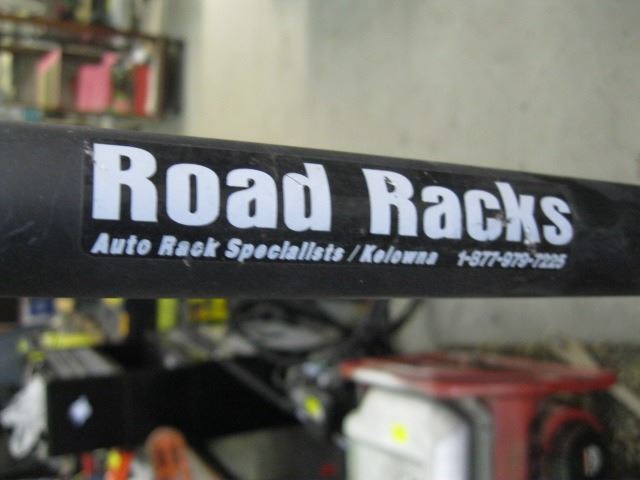 Road Racks
Auto Rack Specialists / Kelowna 1-877-979-7225